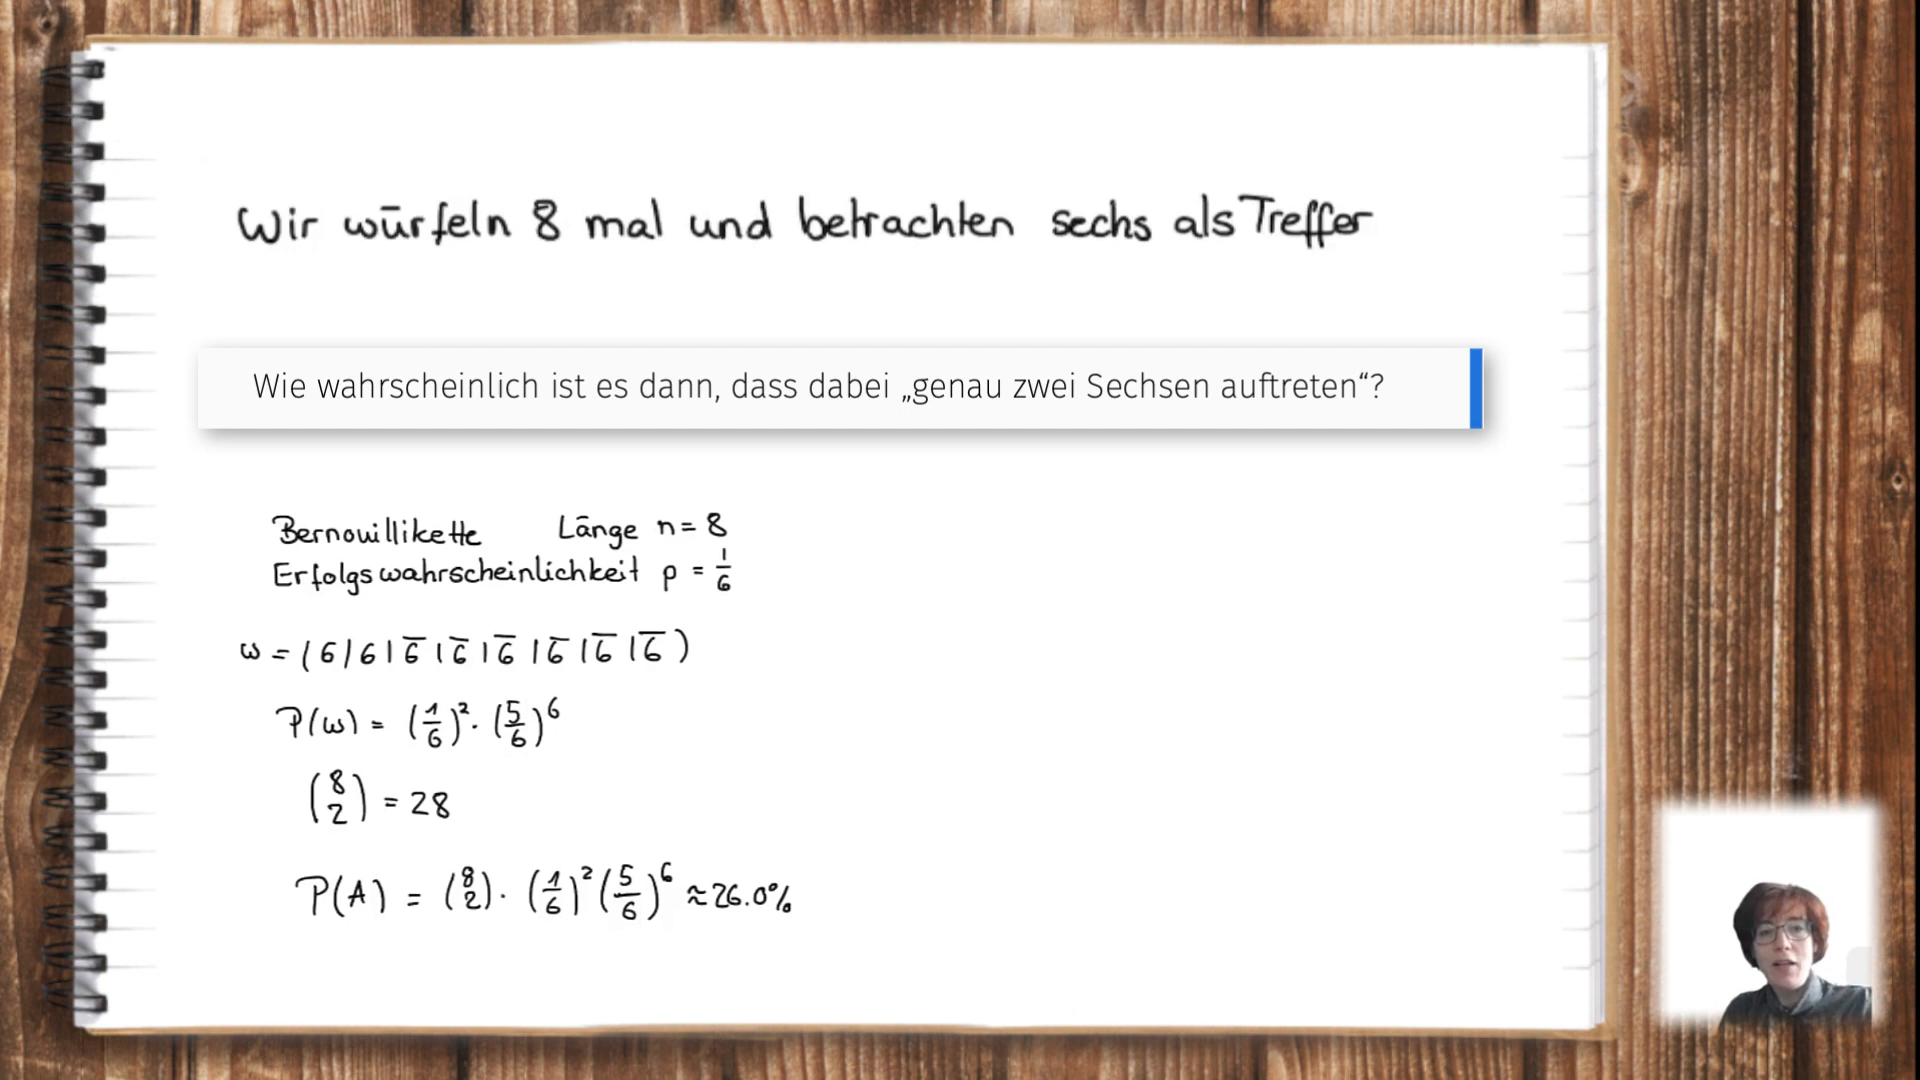 Wir würfeln 8 mal und betrachten sechs als Treffer
Wie wahrscheinlich ist es dann, dass dabei „genau zwei Sechsen auftreten“?
Bernouillikette Länge n = 8
Erfolgswahrscheinlichkeit p = 1/6
ω = (6|6|6̅|6̅|6̅|6̅|6̅|6̅)
P(ω) = (1/6)² · (5/6)⁶
(8 2) = 28
P(A) = (8 2) · (1/6)² (5/6)⁶ ≈ 26.0%